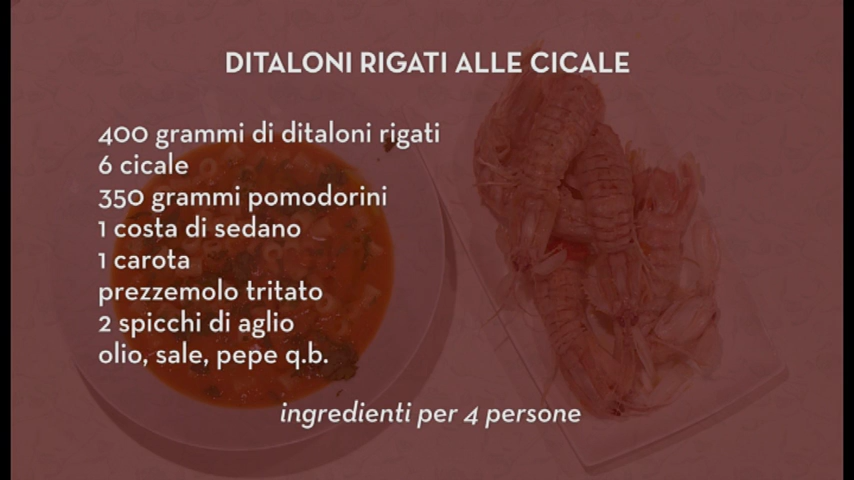 DITALONI RIGATI ALLE CICALE
400 grammi di ditaloni rigati
6 cicale
350 grammi pomodorini
1 costa di sedano
1 carota
prezzemolo tritato
2 spicchi di aglio
olio, sale, pepe q.b.
ingredienti per 4 persone